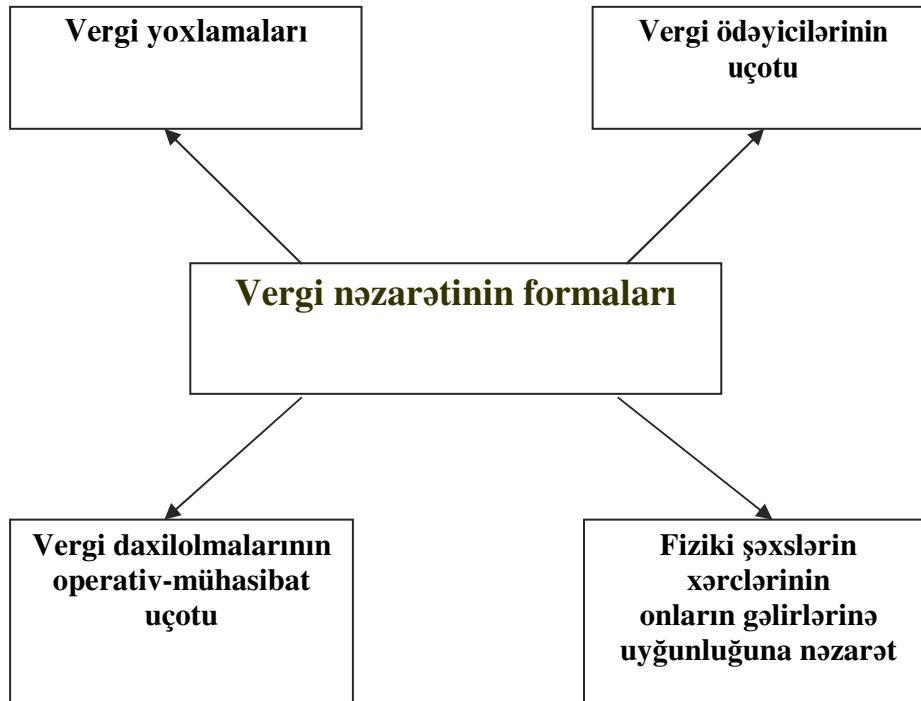 Vergi yoxlamaları
Vergi ödəyicilərinin
uçotu
Vergi nəzarətinin formaları
Vergi daxilolmalarının
operativ-mühasibat
uçotu
Fiziki şəxslərin
xərclərinin
onların gəlirlərinə
uyğunluğuna nəzarət